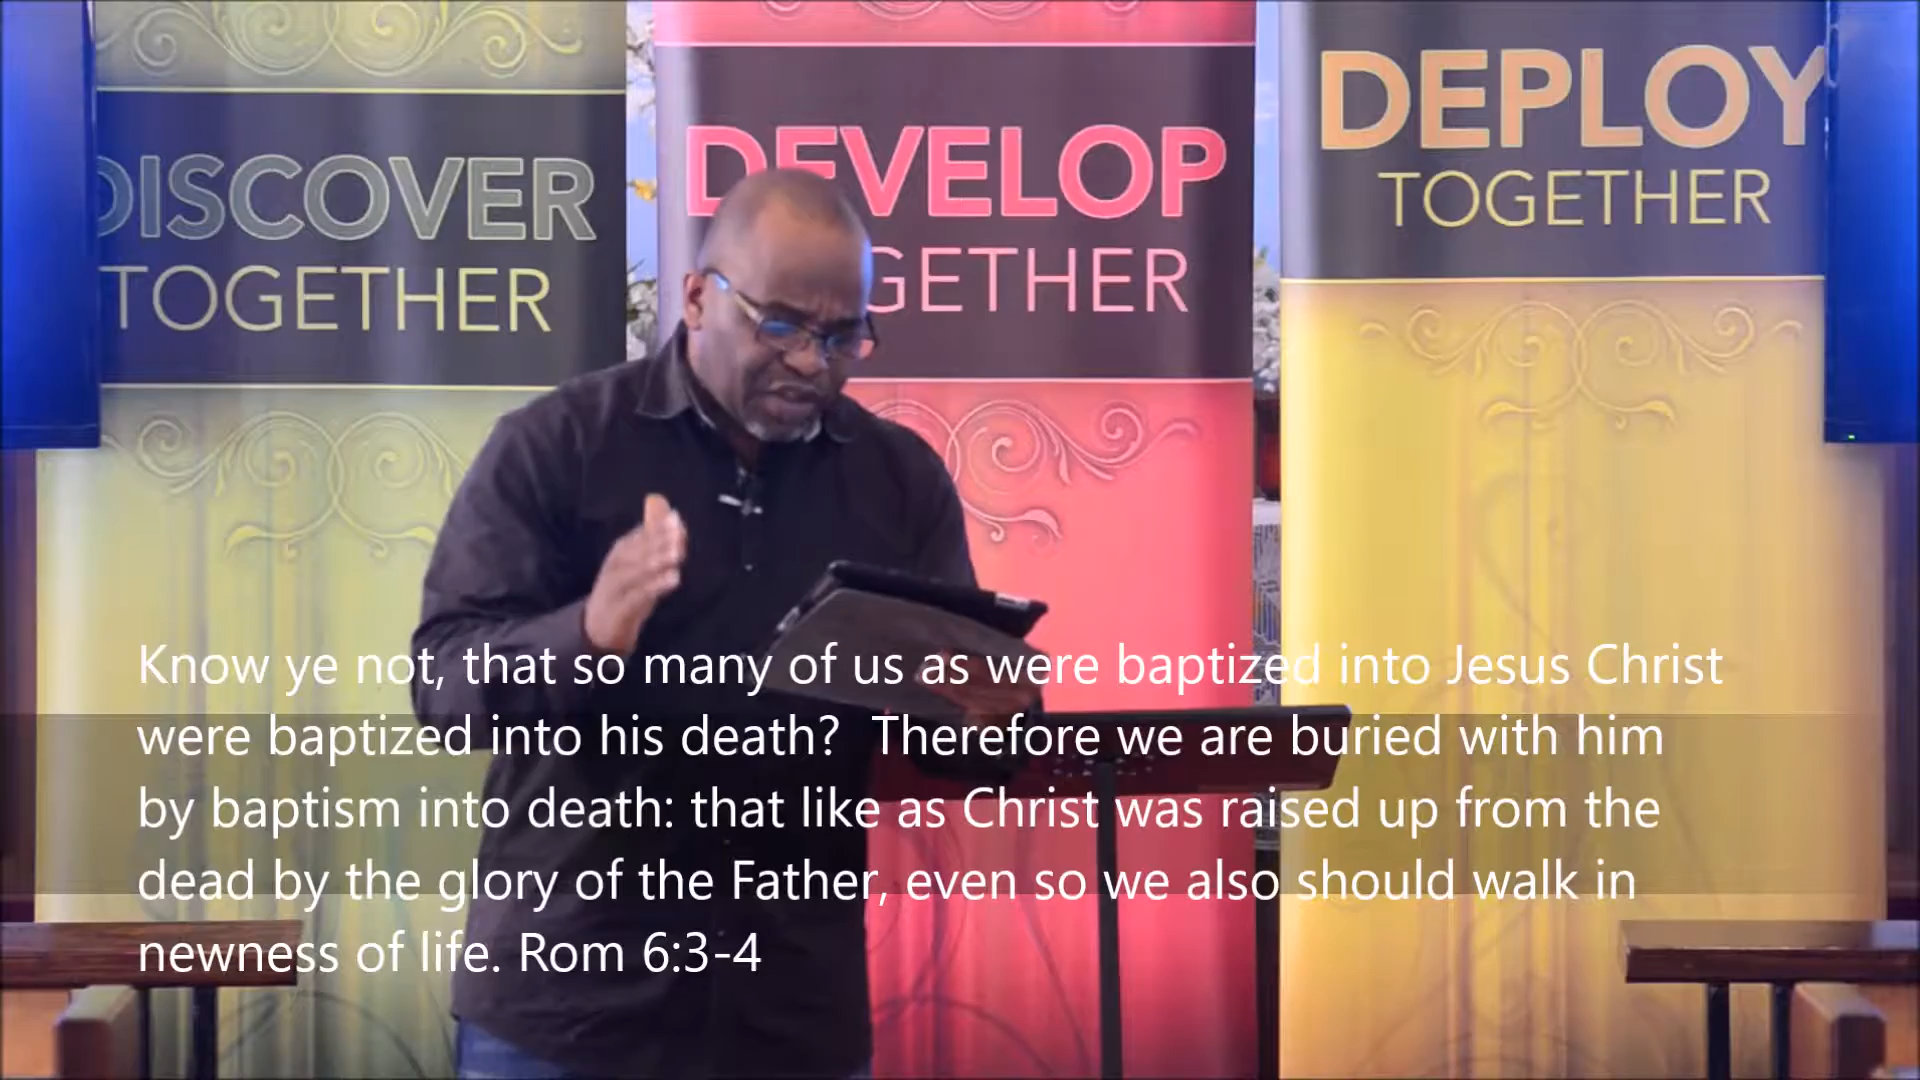 DISCOVER
TOGETHER
DEVELOP
TOGETHER
DEPLOY
TOGETHER
Know ye not, that so many of us as were baptized into Jesus Christ
were baptized into his death?  Therefore we are buried with him
by baptism into death: that like as Christ was raised up from the
dead by the glory of the Father, even so we also should walk in
newness of life. Rom 6:3-4